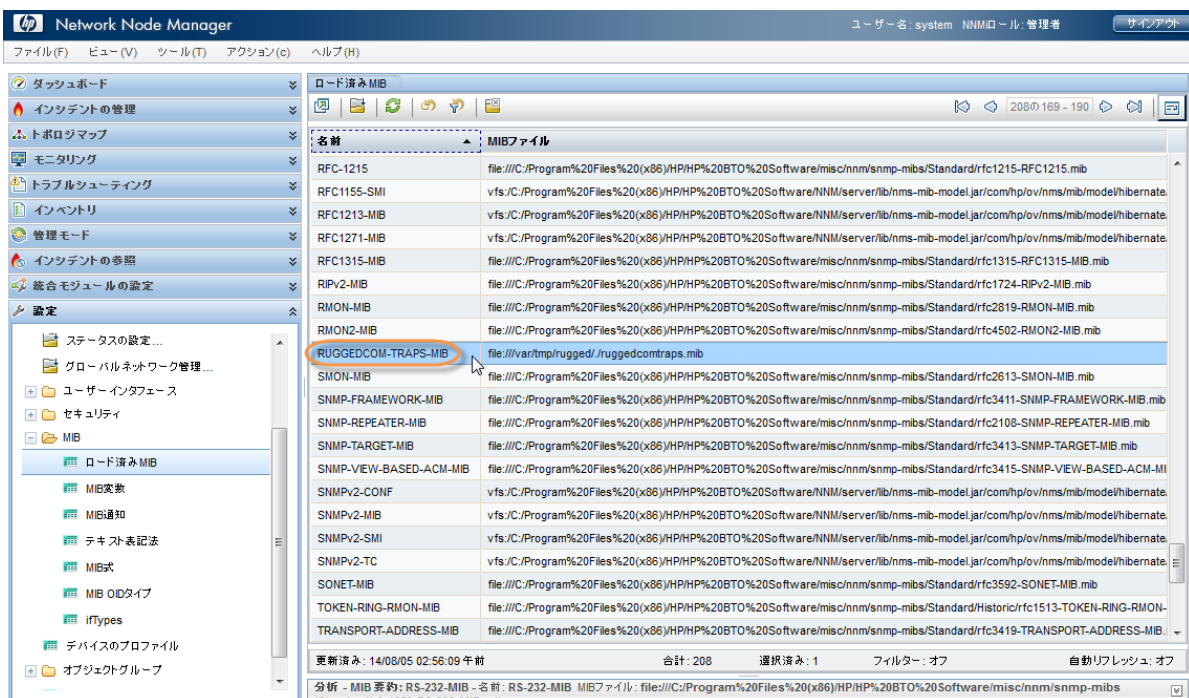 hp Network Node Manager
ユーザー名: system NNMiロール: 管理者
サインアウト
ファイル(F) ビュー(V) ツール(T) アクション(c) ヘルプ(H)
ダッシュボード
インシデントの管理
トポロジマップ
モニタリング
トラブルシューティング
インベントリ
管理モード
インシデントの参照
統合モジュールの設定
設定
ステータスの設定...
グローバルネットワーク管理...
ユーザーインタフェース
セキュリティ
MIB
ロード済みMIB
MIB変数
MIB通知
テキスト表記法
MIB式
MIB OIDタイプ
ifTypes
デバイスのプロファイル
オブジェクトグループ
ロード済みMIB
208の169 - 190
名前 MIBファイル
RFC-1215 file:///C:/Program%20Files%20(x86)/HP/HP%20BTO%20Software/misc/nnm/snmp-mibs/Standard/rfc1215-RFC1215.mib
RFC1155-SMI vfs:/C:/Program%20Files%20(x86)/HP/HP%20BTO%20Software/NNM/server/lib/nms-mib-model.jar/com/hp/ov/nms/mib/model/hibernate/
RFC1213-MIB vfs:/C:/Program%20Files%20(x86)/HP/HP%20BTO%20Software/NNM/server/lib/nms-mib-model.jar/com/hp/ov/nms/mib/model/hibernate/
RFC1271-MIB vfs:/C:/Program%20Files%20(x86)/HP/HP%20BTO%20Software/NNM/server/lib/nms-mib-model.jar/com/hp/ov/nms/mib/model/hibernate/
RFC1315-MIB file:///C:/Program%20Files%20(x86)/HP/HP%20BTO%20Software/misc/nnm/snmp-mibs/Standard/rfc1315-RFC1315-MIB.mib
RIPv2-MIB file:///C:/Program%20Files%20(x86)/HP/HP%20BTO%20Software/misc/nnm/snmp-mibs/Standard/rfc1724-RIPv2-MIB.mib
RMON-MIB file:///C:/Program%20Files%20(x86)/HP/HP%20BTO%20Software/misc/nnm/snmp-mibs/Standard/rfc2819-RMON-MIB.mib
RMON2-MIB file:///C:/Program%20Files%20(x86)/HP/HP%20BTO%20Software/misc/nnm/snmp-mibs/Standard/rfc4502-RMON2-MIB.mib
RUGGEDCOM-TRAPS-MIB file:///var/tmp/rugged/./ruggedcomtraps.mib
SMON-MIB file:///C:/Program%20Files%20(x86)/HP/HP%20BTO%20Software/misc/nnm/snmp-mibs/Standard/rfc2613-SMON-MIB.mib
SNMP-FRAMEWORK-MIB file:///C:/Program%20Files%20(x86)/HP/HP%20BTO%20Software/misc/nnm/snmp-mibs/Standard/rfc3411-SNMP-FRAMEWORK-MIB.mib
SNMP-REPEATER-MIB file:///C:/Program%20Files%20(x86)/HP/HP%20BTO%20Software/misc/nnm/snmp-mibs/Standard/rfc2108-SNMP-REPEATER-MIB.mib
SNMP-TARGET-MIB file:///C:/Program%20Files%20(x86)/HP/HP%20BTO%20Software/misc/nnm/snmp-mibs/Standard/rfc3413-SNMP-TARGET-MIB.mib
SNMP-VIEW-BASED-ACM-MIB file:///C:/Program%20Files%20(x86)/HP/HP%20BTO%20Software/misc/nnm/snmp-mibs/Standard/rfc3415-SNMP-VIEW-BASED-ACM-MI
SNMPv2-CONF vfs:/C:/Program%20Files%20(x86)/HP/HP%20BTO%20Software/NNM/server/lib/nms-mib-model.jar/com/hp/ov/nms/mib/model/hibernate/
SNMPv2-MIB vfs:/C:/Program%20Files%20(x86)/HP/HP%20BTO%20Software/NNM/server/lib/nms-mib-model.jar/com/hp/ov/nms/mib/model/hibernate/
SNMPv2-SMI vfs:/C:/Program%20Files%20(x86)/HP/HP%20BTO%20Software/NNM/server/lib/nms-mib-model.jar/com/hp/ov/nms/mib/model/hibernate/
SNMPv2-TC vfs:/C:/Program%20Files%20(x86)/HP/HP%20BTO%20Software/NNM/server/lib/nms-mib-model.jar/com/hp/ov/nms/mib/model/hibernate/
SONET-MIB file:///C:/Program%20Files%20(x86)/HP/HP%20BTO%20Software/misc/nnm/snmp-mibs/Standard/rfc3592-SONET-MIB.mib
TOKEN-RING-RMON-MIB file:///C:/Program%20Files%20(x86)/HP/HP%20BTO%20Software/misc/nnm/snmp-mibs/Standard/Historic/rfc1513-TOKEN-RING-RMON-
TRANSPORT-ADDRESS-MIB file:///C:/Program%20Files%20(x86)/HP/HP%20BTO%20Software/misc/nnm/snmp-mibs/Standard/rfc3419-TRANSPORT-ADDRESS-MIB.
更新済み: 14/08/05 02:56:09 午前 合計: 208 選択済み: 1 フィルター: オフ 自動リフレッシュ: オフ
分析 - MIB 要約: RS-232-MIB - 名前: RS-232-MIB MIBファイル: file:///C:/Program%20Files%20(x86)/HP/HP%20BTO%20Software/misc/nnm/snmp-mibs